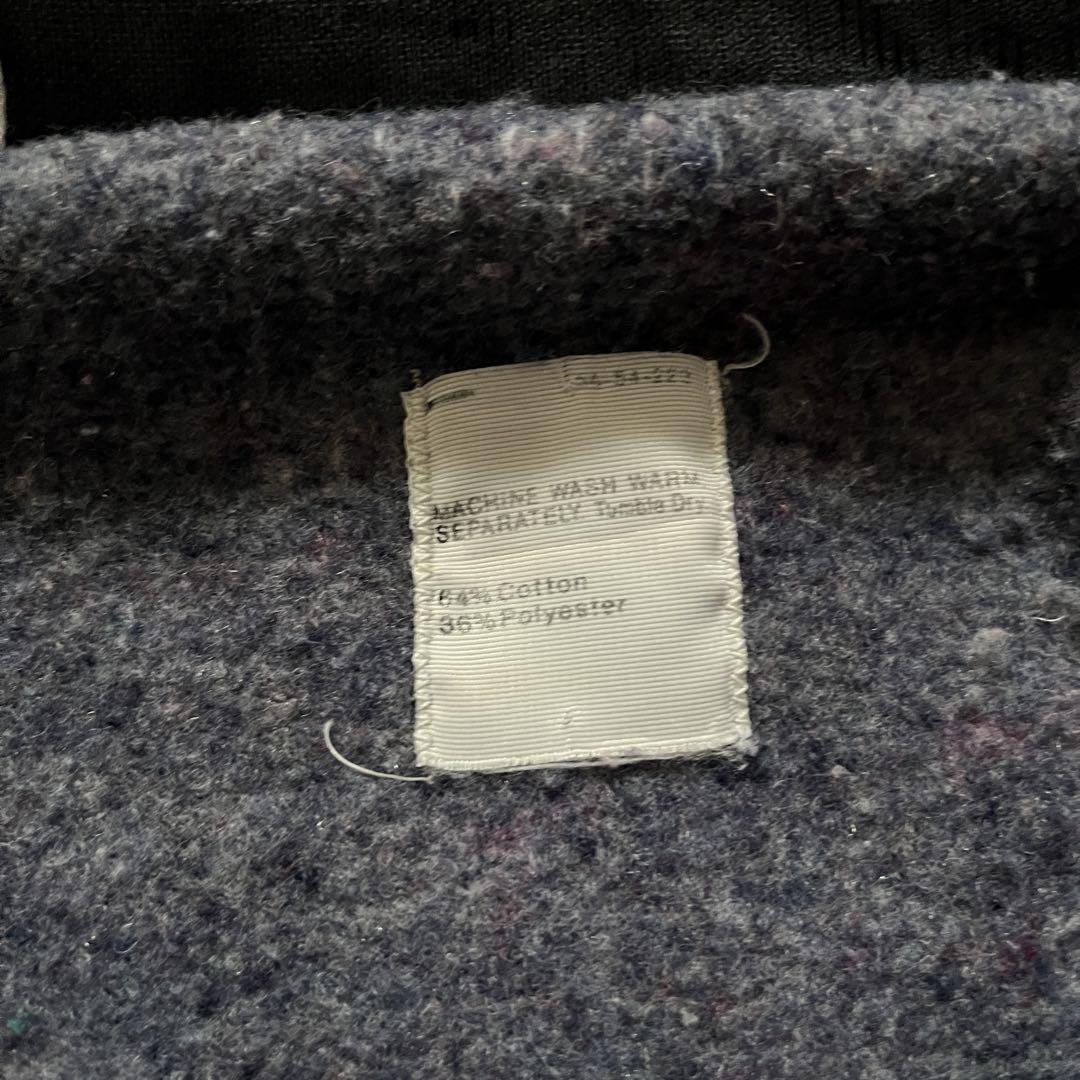 MACHINE WASH WARM
SEPARATELY Tumble Dry
64% Cotton
36% Polyester